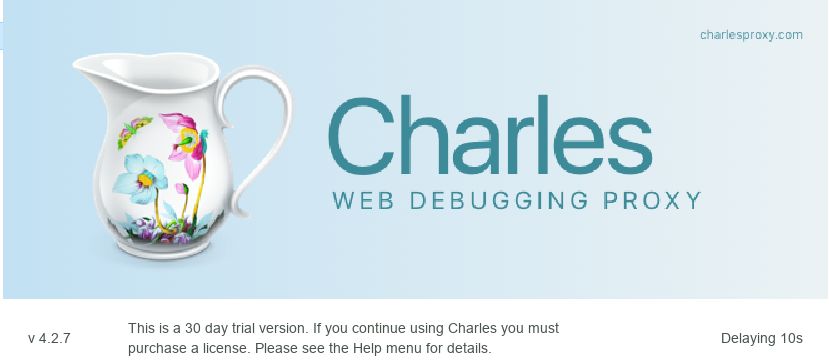 charlesproxy.com
Charles
WEB DEBUGGING PROXY
v 4.2.7
This is a 30 day trial version. If you continue using Charles you must
purchase a license. Please see the Help menu for details.
Delaying 10s